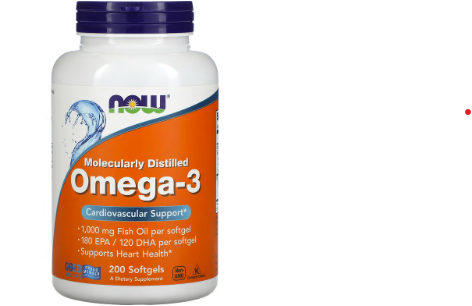 NOW®
Molecularly Distilled
Omega-3
Cardiovascular Support*
• 1,000 mg Fish Oil per softgel
• 180 EPA / 120 DHA per softgel
• Supports Heart Health*
200 Softgels
A Dietary Supplement